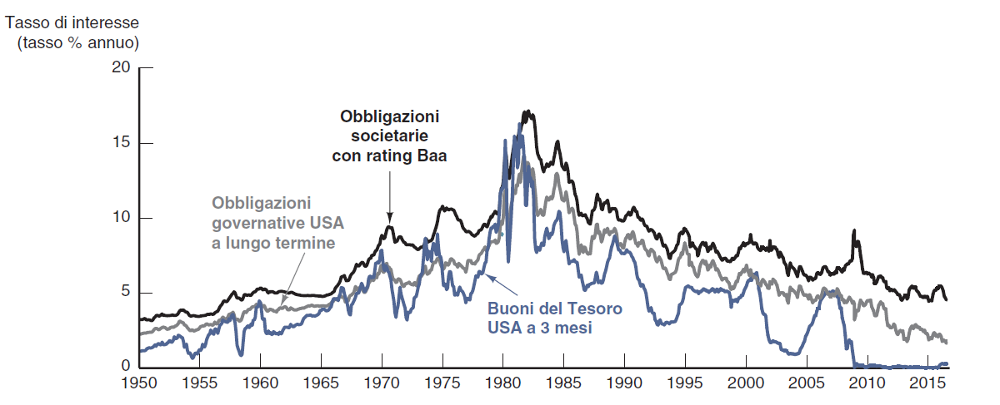 Tasso di interesse
(tasso % annuo)
20
15
10
5
0
Obbligazioni
societarie
con rating Baa
Obbligazioni
governative USA
a lungo termine
Buoni del Tesoro
USA a 3 mesi
1950 1955 1960 1965 1970 1975 1980 1985 1990 1995 2000 2005 2010 2015